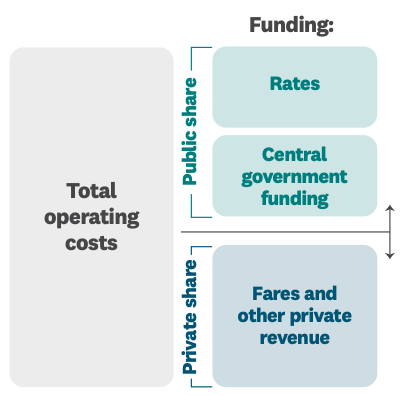 Funding:
Total
operating
costs
Public share
Rates
Central
government
funding
Private share
Fares and
other private
revenue